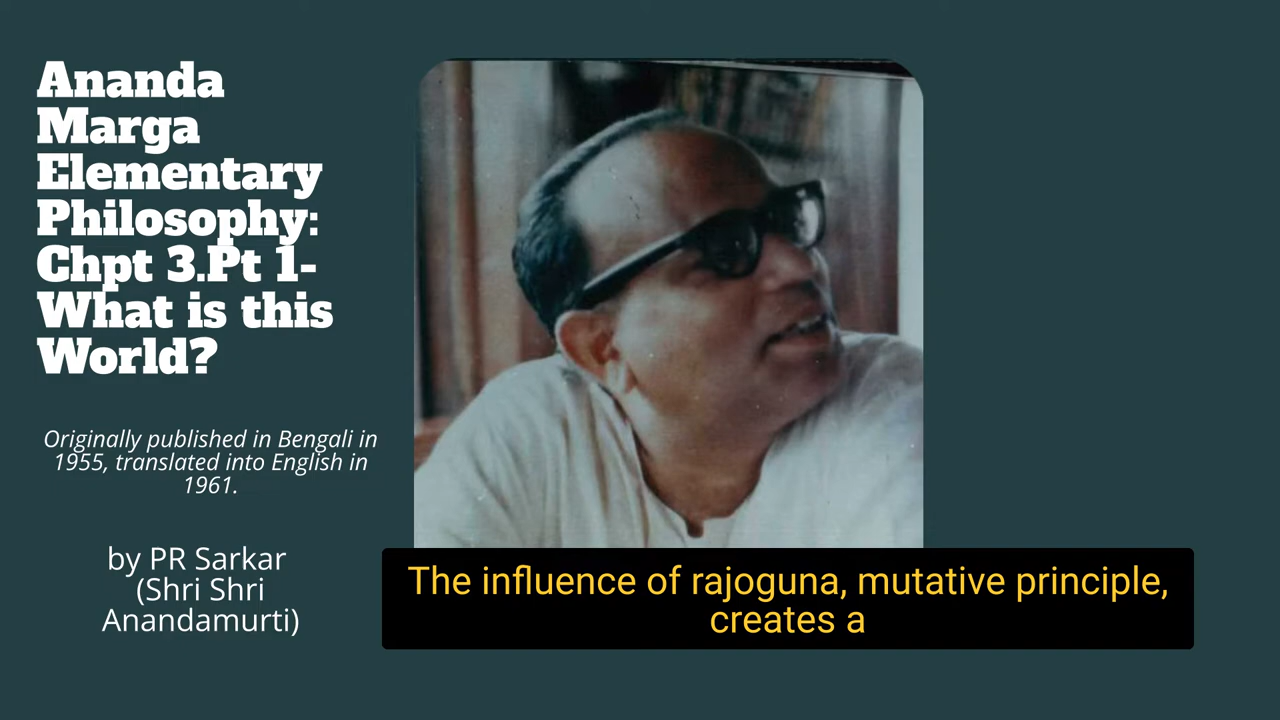 Ananda
Marga
Elementary
Philosophy:
Chpt 3.Pt 1-
What is this
World?
Originally published in Bengali in
1955, translated into English in
1961.
by PR Sarkar
(Shri Shri
Anandamurti)
The influence of rajoguna, mutative principle,
creates a